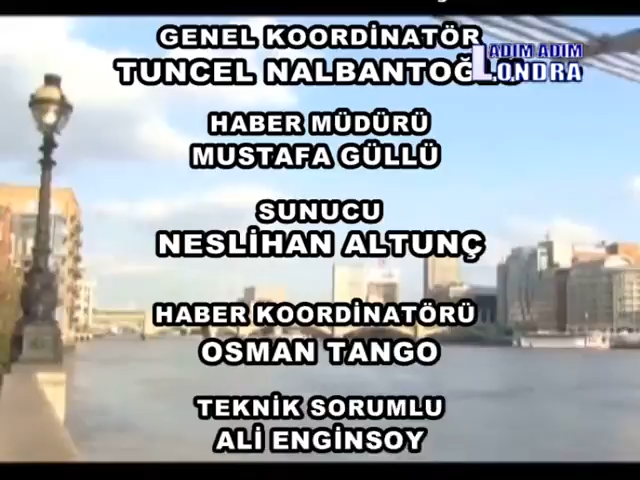 GENEL KOORDİNATÖR
ADIM ADIM
LONDRA
TUNCEL
HABER MÜDÜRÜ
MUSTAFA GÜLLÜ
SUNUCU
NESLİHAN ALTUNÇ
HABER KOORDİNATÖRÜ
OSMAN TANGO
TEKNİK SORUMLU
ALİ ENGİNSOY